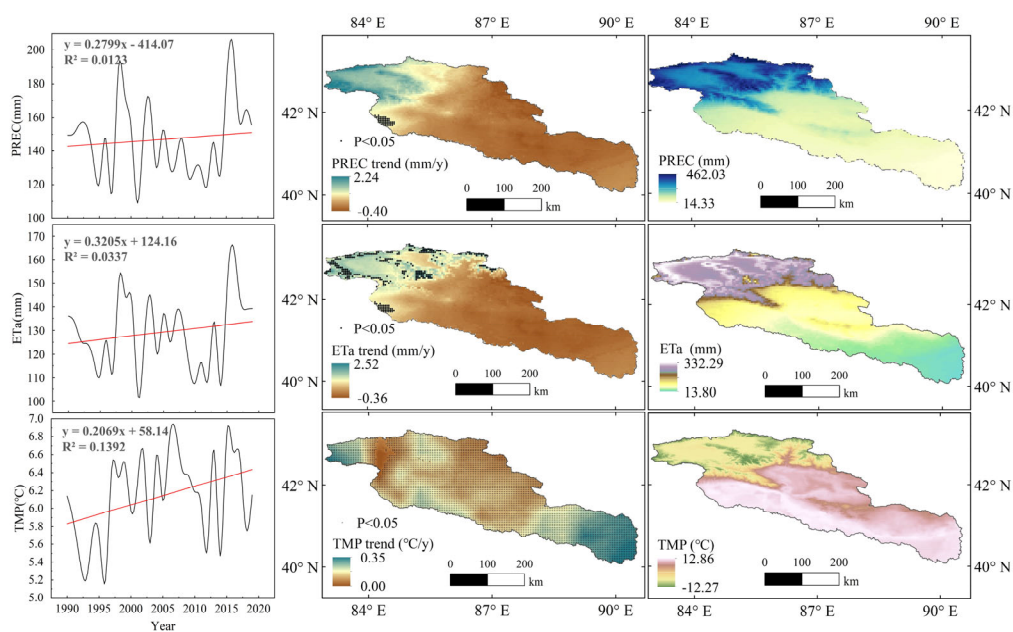 84° E
87° E
90° E
y = 0.2799x - 414.07
R² = 0.0123
PREC(mm)
200
180
160
140
120
100
P<0.05
PREC trend (mm/y)
2.24
-0.40
0
100
200
km
42° N
40° N
PREC (mm)
462.03
14.33
0
100
200
km
42° N
40° N
y = 0.3205x + 124.16
R² = 0.0337
ETa(mm)
170
160
150
140
130
120
110
100
P<0.05
ETa trend (mm/y)
2.52
-0.36
0
100
200
km
42° N
40° N
ETa (mm)
332.29
13.80
0
100
200
km
42° N
40° N
y = 0.2069x + 58.14
R² = 0.1392
TMP(°C)
7.0
6.8
6.4
6.2
5.8
5.6
5.2
5.0
1990
1995
2000
2005
2010
2015
2020
Year
P<0.05
TMP trend (°C/y)
0.35
0.00
0
100
200
km
42° N
40° N
TMP (°C)
12.86
-12.27
0
100
200
km
42° N
40° N
84° E
87° E
90° E
84° E
87° E
90° E
84° E
87° E
90° E